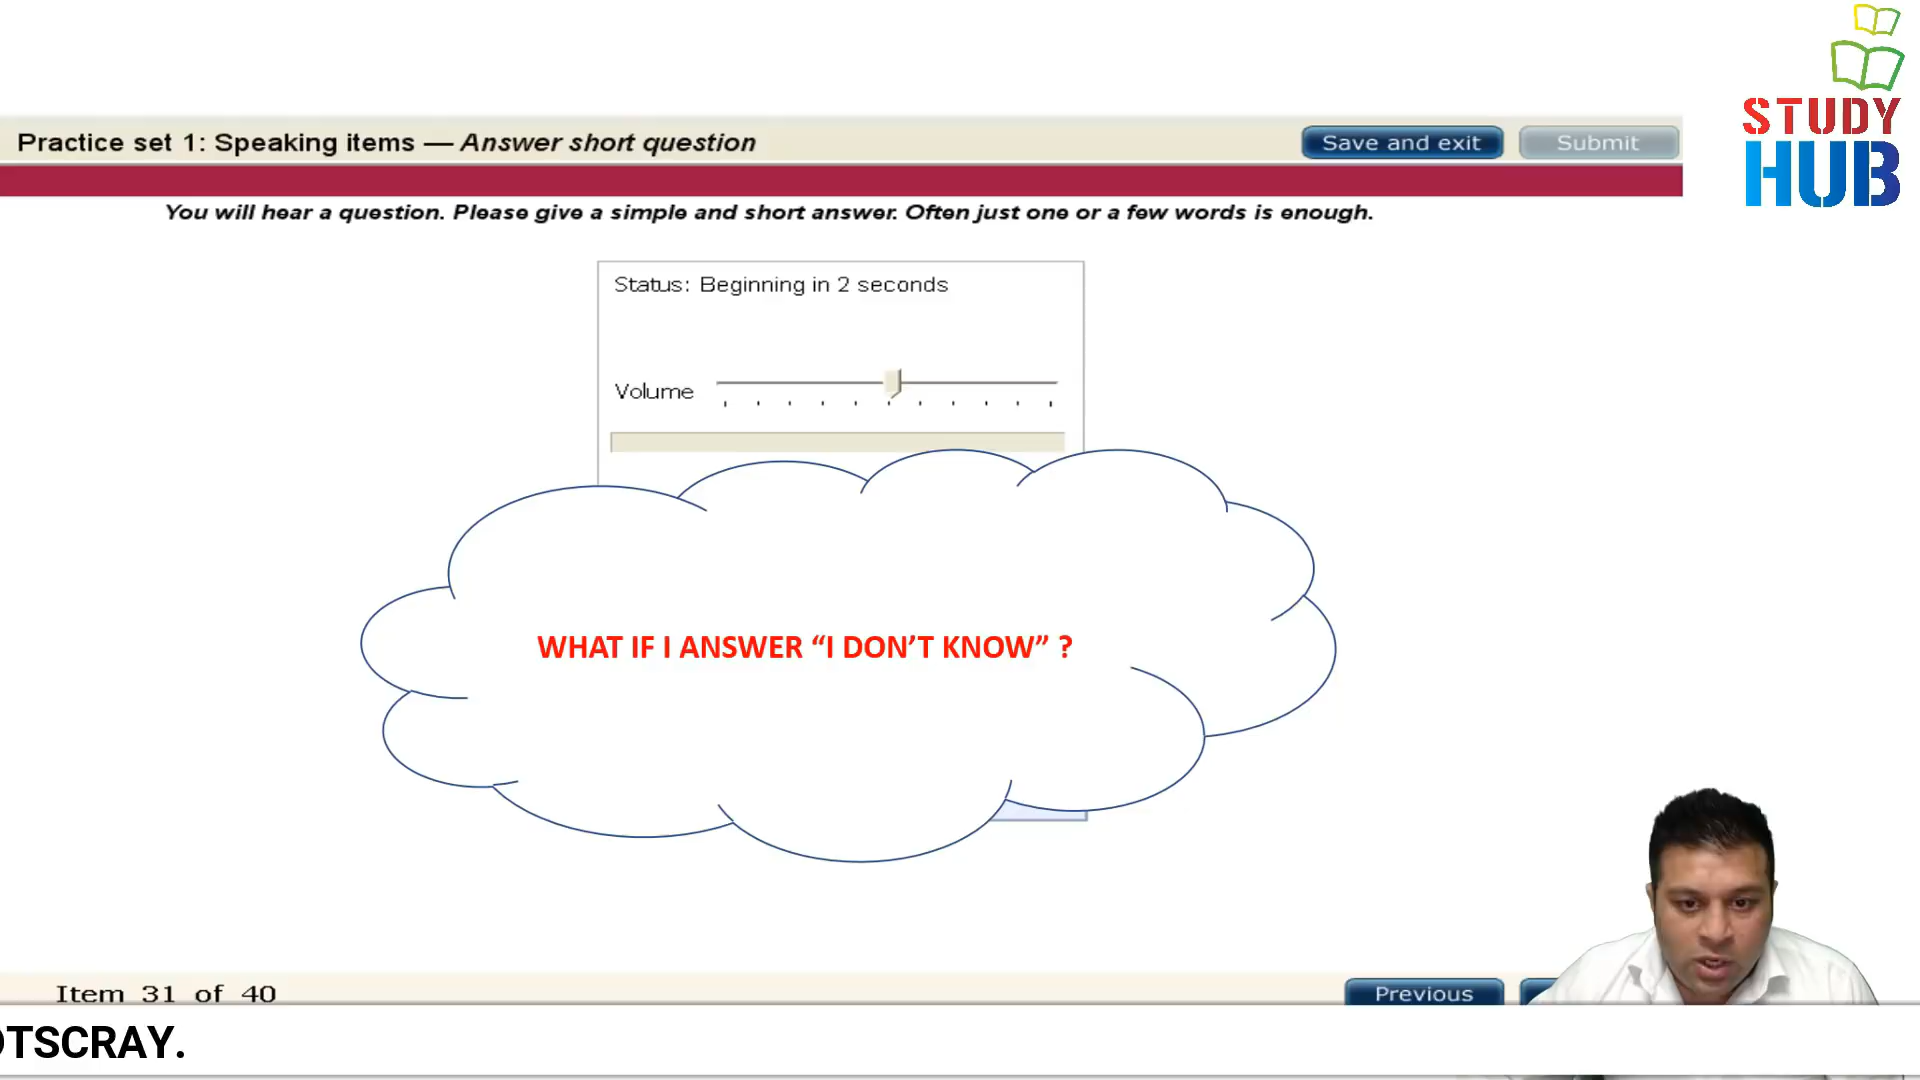 STUDY
HUB
Practice set 1: Speaking items — Answer short question
Save and exit
Submit
You will hear a question. Please give a simple and short answer. Often just one or a few words is enough.
Status: Beginning in 2 seconds
Volume
WHAT IF I ANSWER “I DON’T KNOW” ?
Item 31 of 40
Previous
TSCRAY.